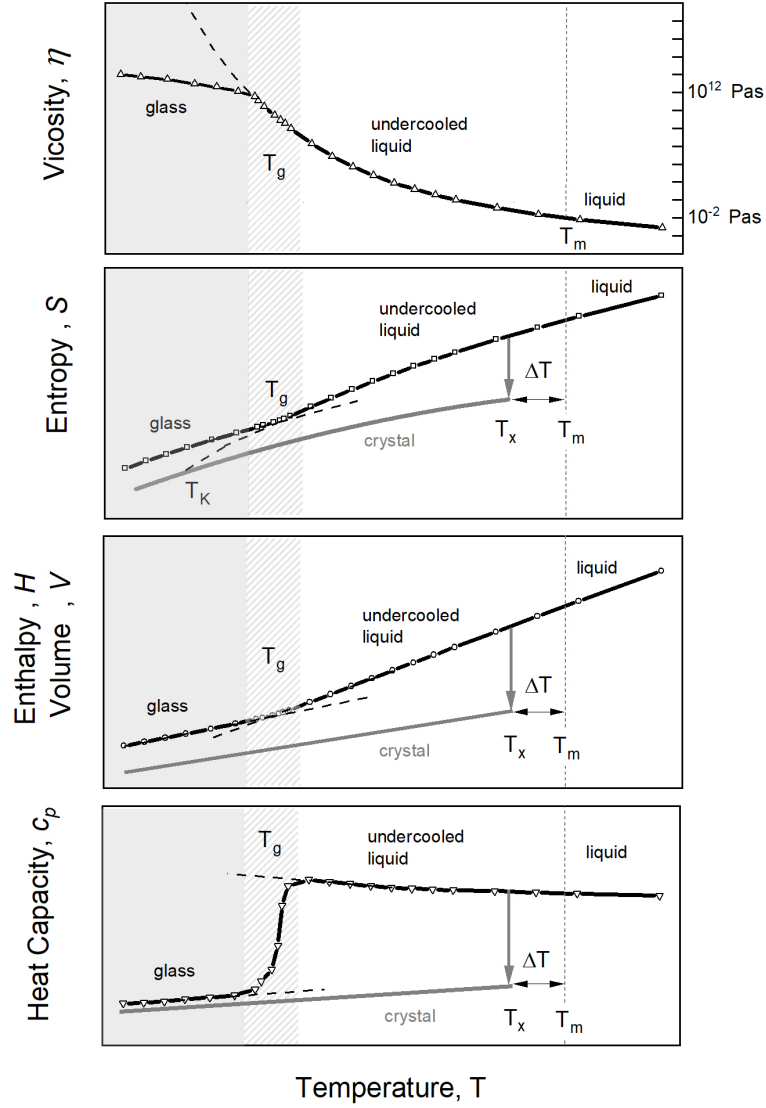 Vicosity, η
glass
T_g
undercooled
liquid
liquid
T_m
10^12 Pas
10^-2 Pas
Entropy , S
glass
T_g
T_K
undercooled
liquid
liquid
crystal
ΔT
T_x
T_m
Enthalpy , H
Volume , V
glass
T_g
undercooled
liquid
liquid
crystal
ΔT
T_x
T_m
Heat Capacity, c_p
glass
T_g
undercooled
liquid
liquid
crystal
ΔT
T_x
T_m
Temperature, T